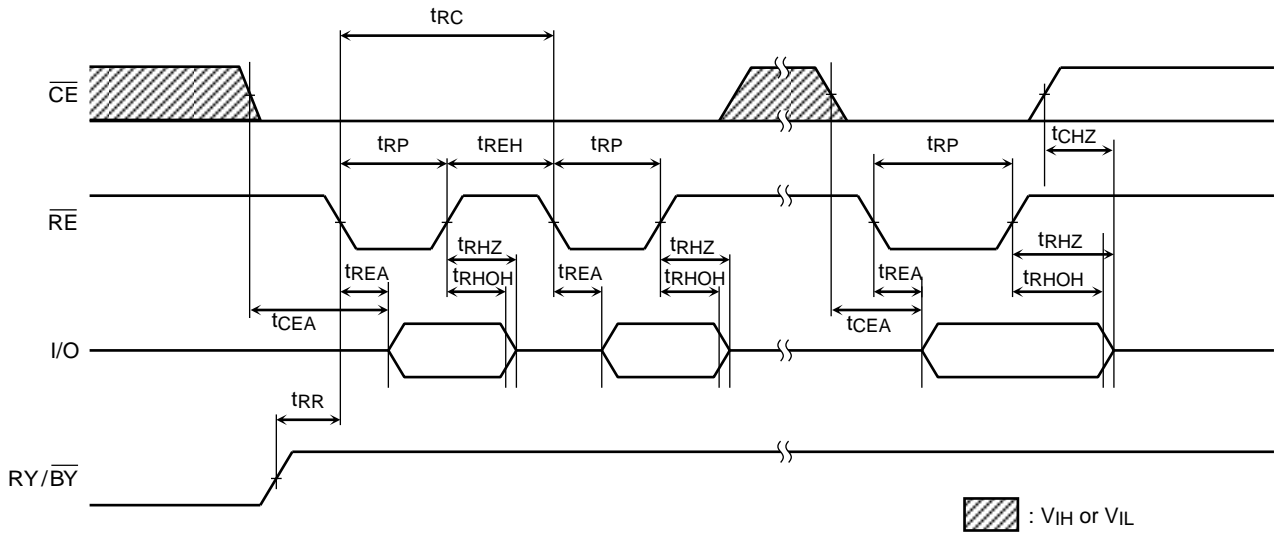 tRC
CE
tCHZ
tRP tREH tRP tRP
RE
tRHZ tRHZ tRHZ
tREA tRHOH tREA tRHOH tREA tRHOH
tCEA tCEA
I/O
tRR
RY/BY
: VIH or VIL